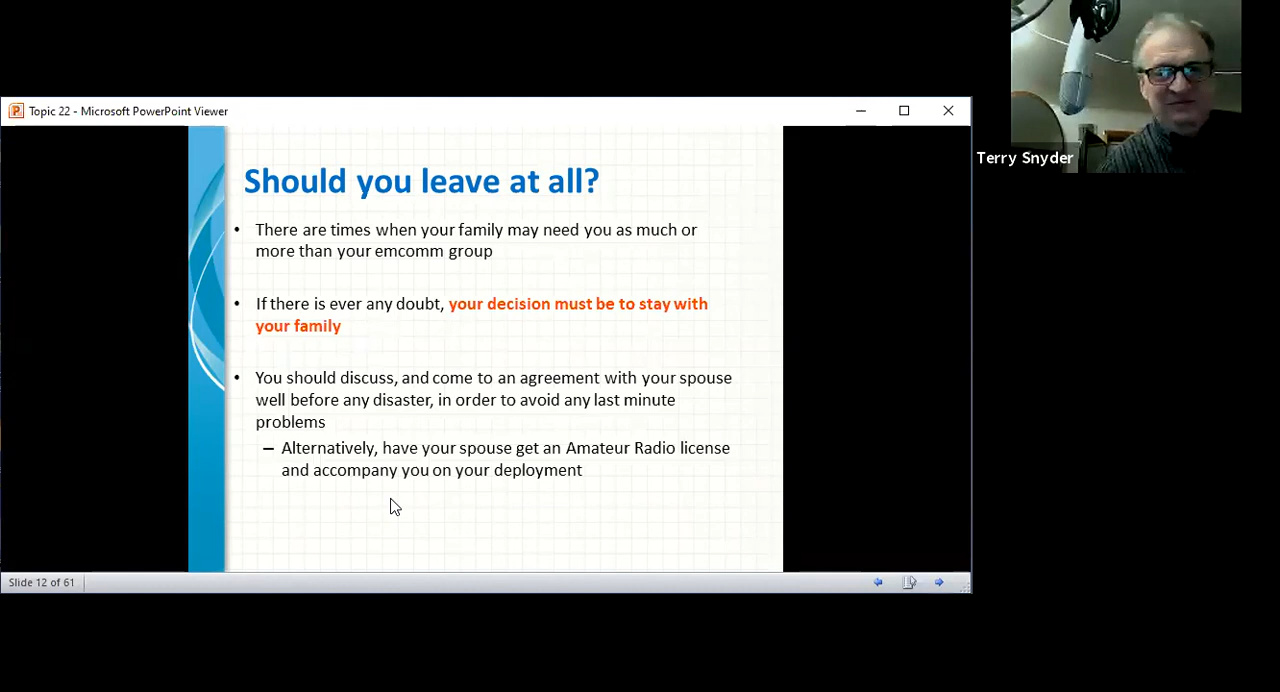 Topic 22 - Microsoft PowerPoint Viewer
Terry Snyder
Should you leave at all?
• There are times when your family may need you as much or
more than your emcomm group
• If there is ever any doubt, your decision must be to stay with
your family
• You should discuss, and come to an agreement with your spouse
well before any disaster, in order to avoid any last minute
problems
– Alternatively, have your spouse get an Amateur Radio license
and accompany you on your deployment
Slide 12 of 61